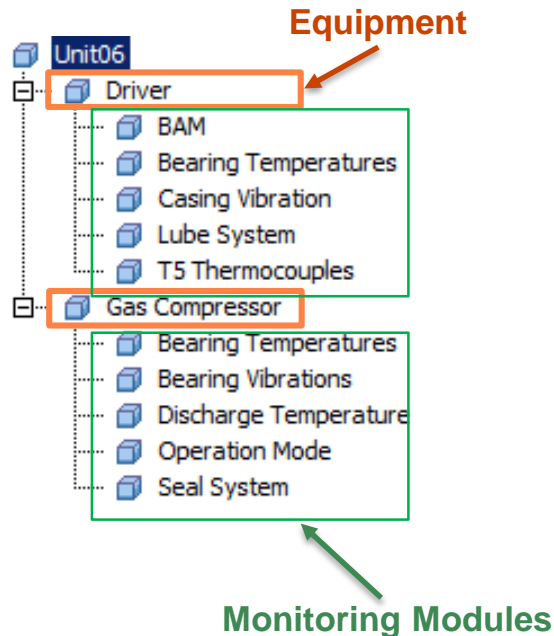 Equipment
Unit06
Driver
BAM
Bearing Temperatures
Casing Vibration
Lube System
T5 Thermocouples
Gas Compressor
Bearing Temperatures
Bearing Vibrations
Discharge Temperature
Operation Mode
Seal System
Monitoring Modules